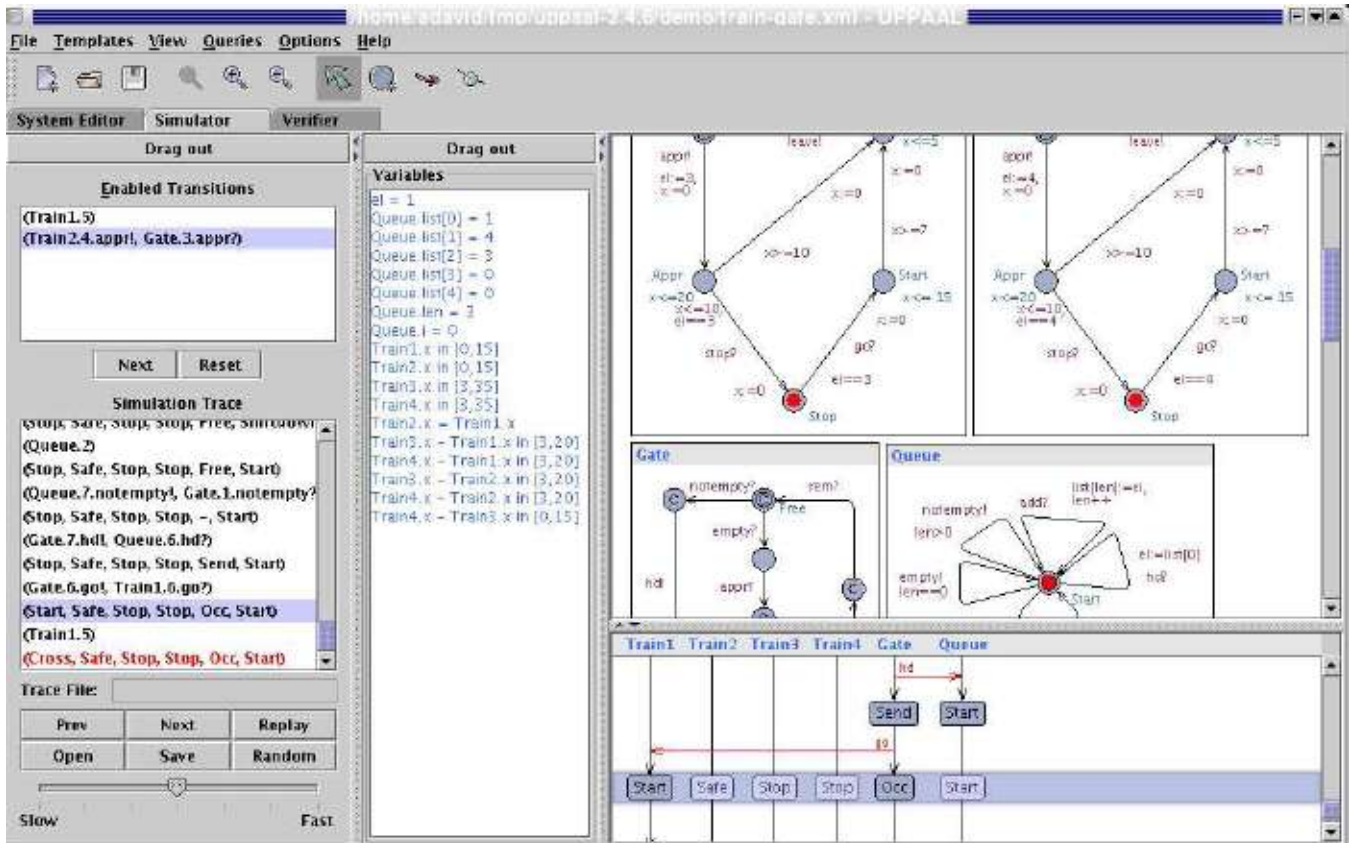 home/adavid/tmp/uppaal-3.4.6/demo/train-gate.xml - UPPAAL
File Templates View Queries Options Help
System Editor Simulator Verifier
Drag out
Enabled Transitions
(Train1.5)
(Train2.4.appr!, Gate.3.appr?)
Next Reset
Simulation Trace
(Queue.2)
(Stop, Safe, Stop, Stop, Free, Start)
(Queue.7.notempty!, Gate.1.notempty?
(Stop, Safe, Stop, Stop, -, Start)
(Gate.7.hd!, Queue.6.hd?)
(Stop, Safe, Stop, Stop, Send, Start)
(Gate.6.go!, Train1.6.go?)
(Start, Safe, Stop, Stop, Occ, Start)
(Train1.5)
(Cross, Safe, Stop, Stop, Occ, Start)
Trace File:
Prev Next Replay
Open Save Random
Slow Fast
Drag out
Variables
el = 1
Queue.list[0] = 1
Queue.list[1] = 4
Queue.list[2] = 3
Queue.list[3] = 0
Queue.list[4] = 0
Queue.len = 3
Queue.i = 0
Train1.x in [0,15]
Train2.x in [0,15]
Train3.x in [3,35]
Train4.x in [3,35]
Train2.x = Train1.x
Train3.x - Train1.x in [3,20]
Train4.x - Train1.x in [3,20]
Train3.x - Train2.x in [3,20]
Train4.x - Train2.x in [3,20]
Train4.x - Train3.x in [0,15]
appr!
el:=3,
x:=0
leave!
x<=5
x:=0
x>=7
x>=10
Appr
x<=20
x<=10,
el==3
Start
x<= 15
x:=0
stop?
go?
x:=0
el==3
Stop
appr!
el:=4,
x:=0
leave!
x<=5
x:=0
x>=7
x>=10
Appr
x<=20
x<=10,
el==4
Start
x<= 15
x:=0
stop?
go?
x:=0
el==4
Stop
Gate
notempty?
rem?
Free
empty?
hd!
appr?
Queue
notempty!
len>0
add?
list[len]:=el,
len++
el:=list[0]
hd?
empty!
len==0
Start
Train1 Train2 Train3 Train4 Gate Queue
hd
Send Start
go
Start Safe Stop Stop Occ Start